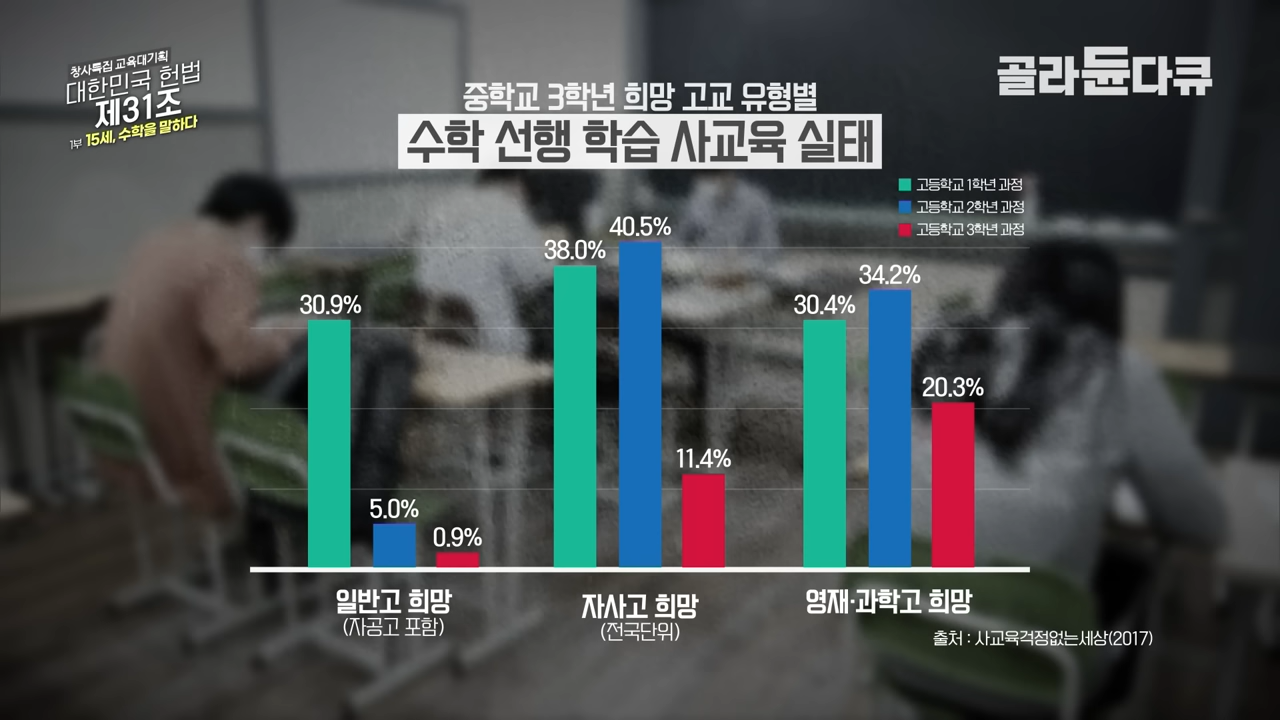 창사특집 교육대기획
대한민국 헌법
제31조
1부 15세, 수학을 말하다
골라듄다큐
중학교 3학년 희망 고교 유형별
수학 선행 학습 사교육 실태
고등학교 1학년 과정
고등학교 2학년 과정
고등학교 3학년 과정
30.9%
5.0%
0.9%
38.0%
40.5%
11.4%
30.4%
34.2%
20.3%
일반고 희망
(자공고 포함)
자사고 희망
(전국단위)
영재·과학고 희망
출처 : 사교육걱정없는세상(2017)